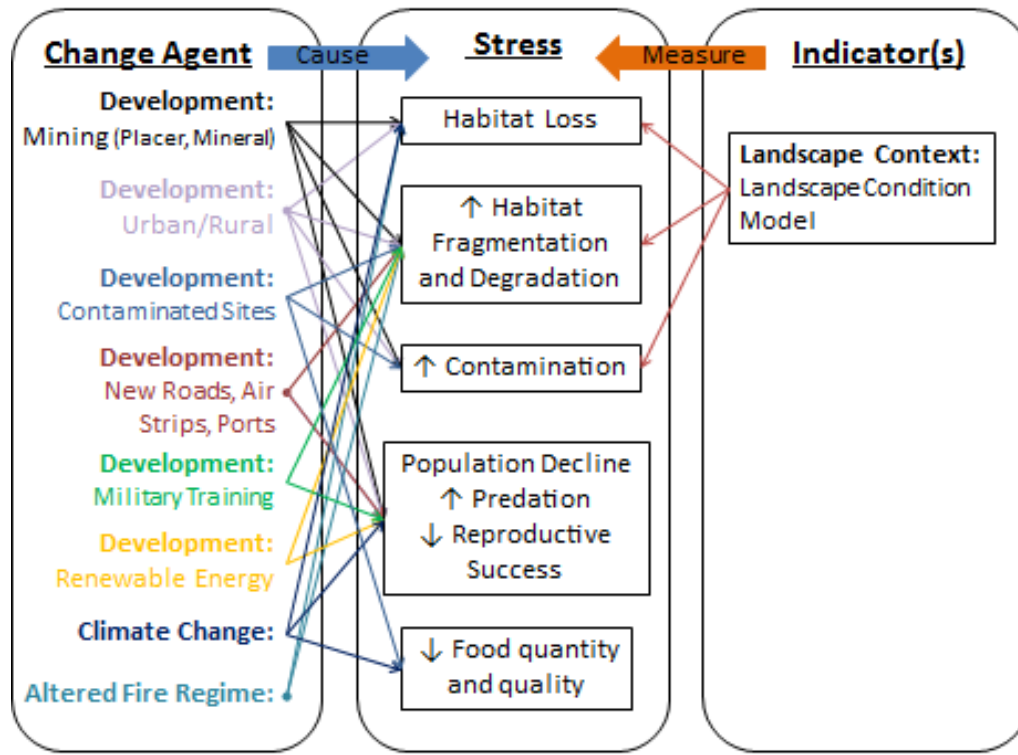 Change Agent
Cause
Stress
Measure
Indicator(s)
Development:
Mining (Placer, Mineral)
Development:
Urban/Rural
Development:
Contaminated Sites
Development:
New Roads, Air
Strips, Ports
Development:
Military Training
Development:
Renewable Energy
Climate Change:
Altered Fire Regime:
Habitat Loss
↑ Habitat
Fragmentation
and Degradation
↑ Contamination
Population Decline
↑ Predation
↓ Reproductive
Success
↓ Food quantity
and quality
Landscape Context:
Landscape Condition
Model